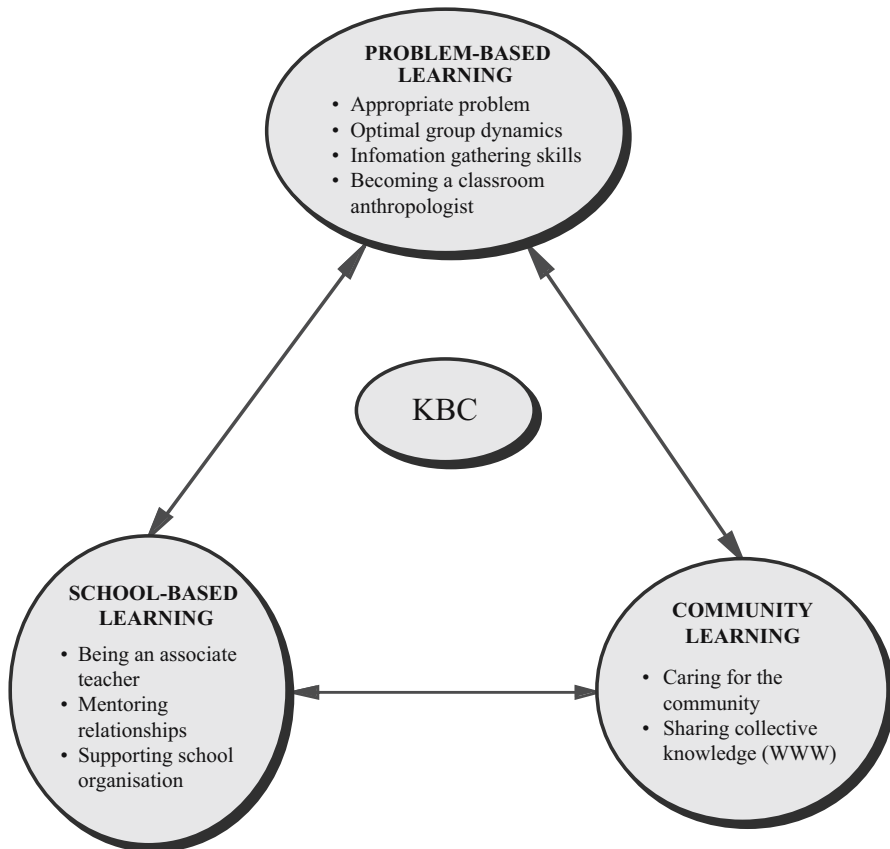 PROBLEM-BASED
LEARNING
• Appropriate problem
• Optimal group dynamics
• Infomation gathering skills
• Becoming a classroom
anthropologist
KBC
SCHOOL-BASED
LEARNING
• Being an associate
teacher
• Mentoring
relationships
• Supporting school
organisation
COMMUNITY
LEARNING
• Caring for the
community
• Sharing collective
knowledge (WWW)